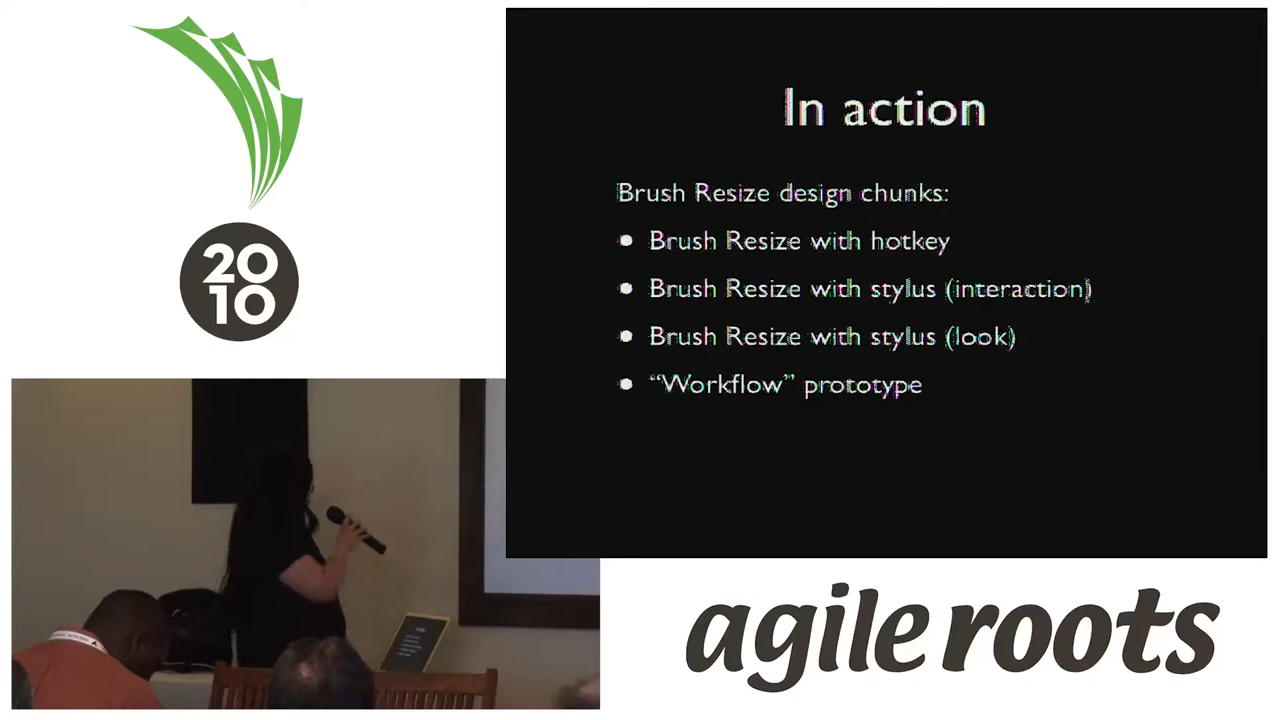 20
10
In action
Brush Resize design chunks:
• Brush Resize with hotkey
• Brush Resize with stylus (interaction)
• Brush Resize with stylus (look)
• “Workflow” prototype
agile roots